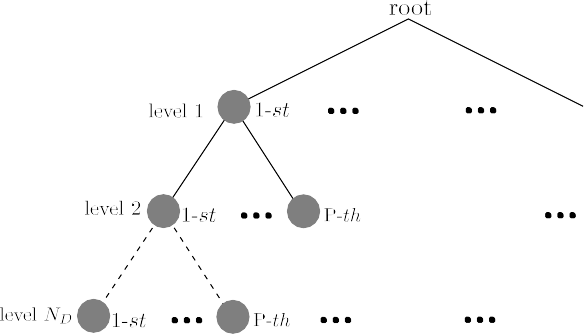 root
level 1 1-st ... ...
level 2 1-st ... P-th ...
level N_D 1-st ... P-th ... ...